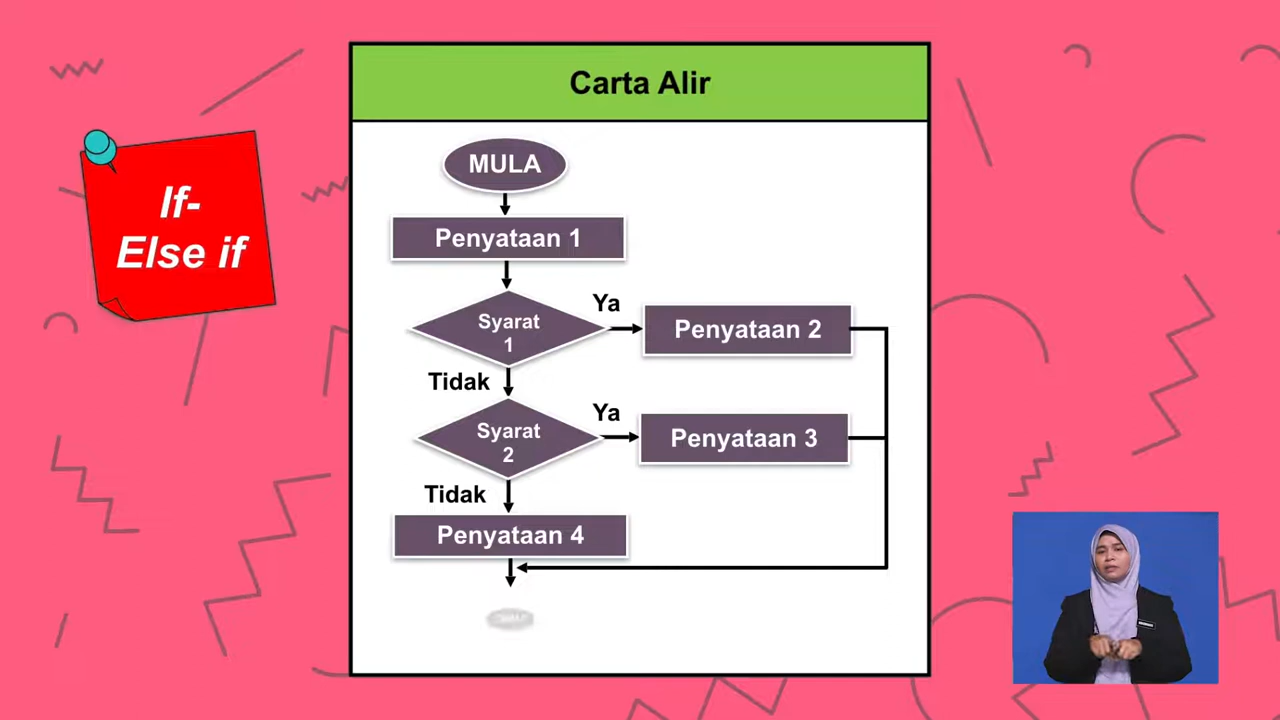 Carta Alir
If-
Else if
MULA
Penyataan 1
Ya
Syarat
1
Penyataan 2
Tidak
Ya
Syarat
2
Penyataan 3
Tidak
Penyataan 4